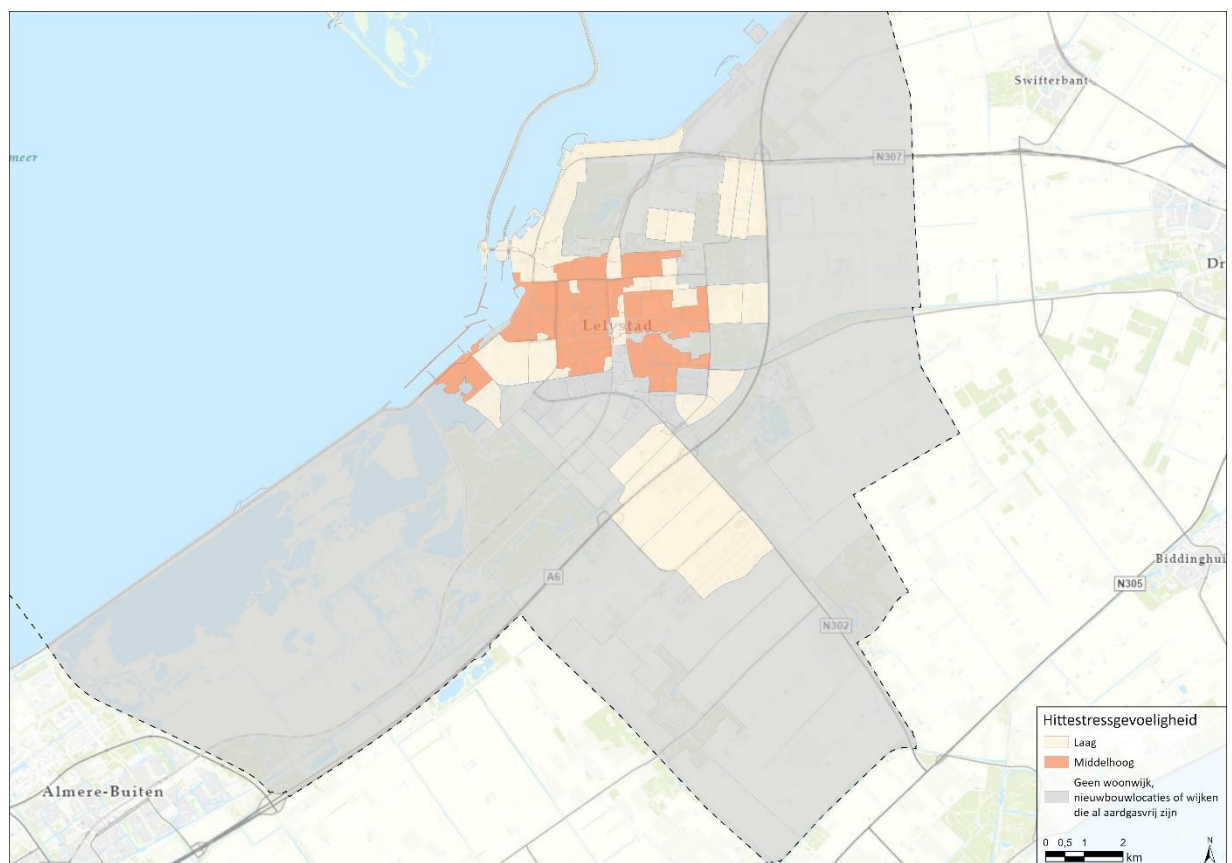 Swifterbant
meer
N307
Dr
Lelystad
Biddinghui
A6
N305
N302
Almere-Buiten
Hittestressgevoeligheid
Laag
Middelhoog
Geen woonwijk,
nieuwbouwlocaties of wijken
die al aardgasvrij zijn
0 0,5 1 2
km
N